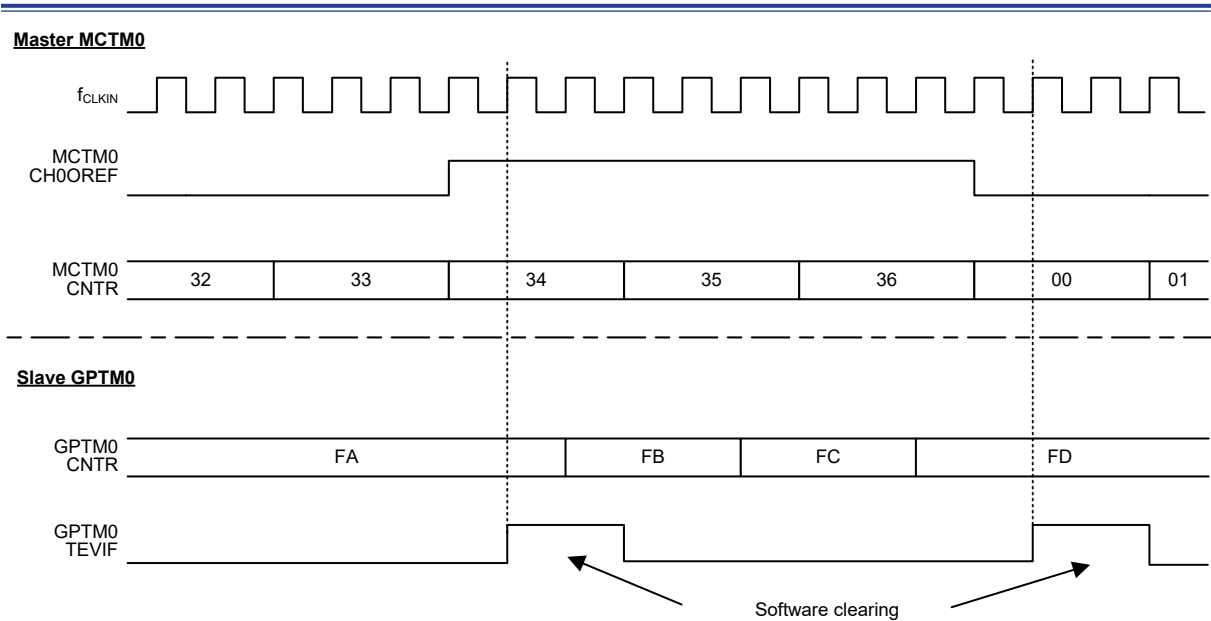 Master MCTM0
fCLKIN
MCTM0
CH0OREF
MCTM0
CNTR
32 33 34 35 36 00 01
Slave GPTM0
GPTM0
CNTR
FA FB FC FD
GPTM0
TEVIF
Software clearing